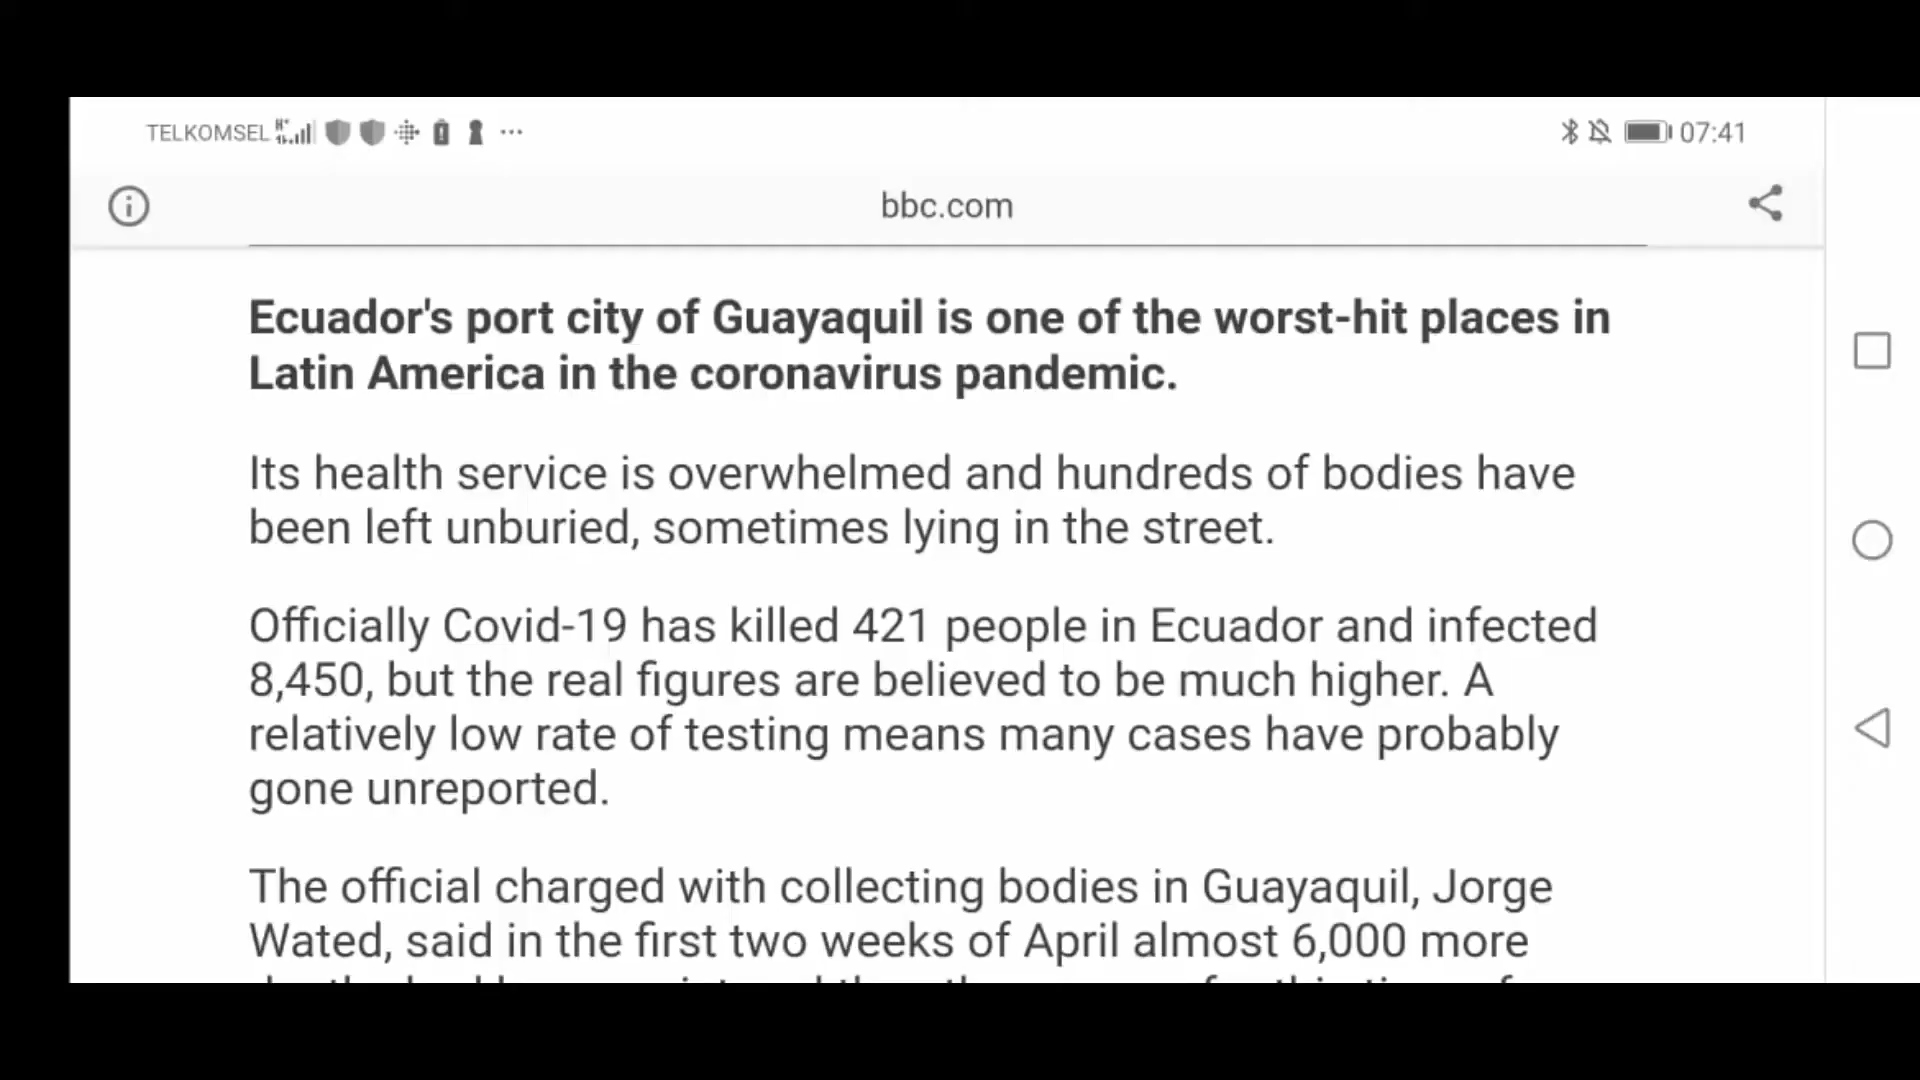 TELKOMSEL
07:41
bbc.com
Ecuador's port city of Guayaquil is one of the worst-hit places in
Latin America in the coronavirus pandemic.
Its health service is overwhelmed and hundreds of bodies have
been left unburied, sometimes lying in the street.
Officially Covid-19 has killed 421 people in Ecuador and infected
8,450, but the real figures are believed to be much higher. A
relatively low rate of testing means many cases have probably
gone unreported.
The official charged with collecting bodies in Guayaquil, Jorge
Wated, said in the first two weeks of April almost 6,000 more